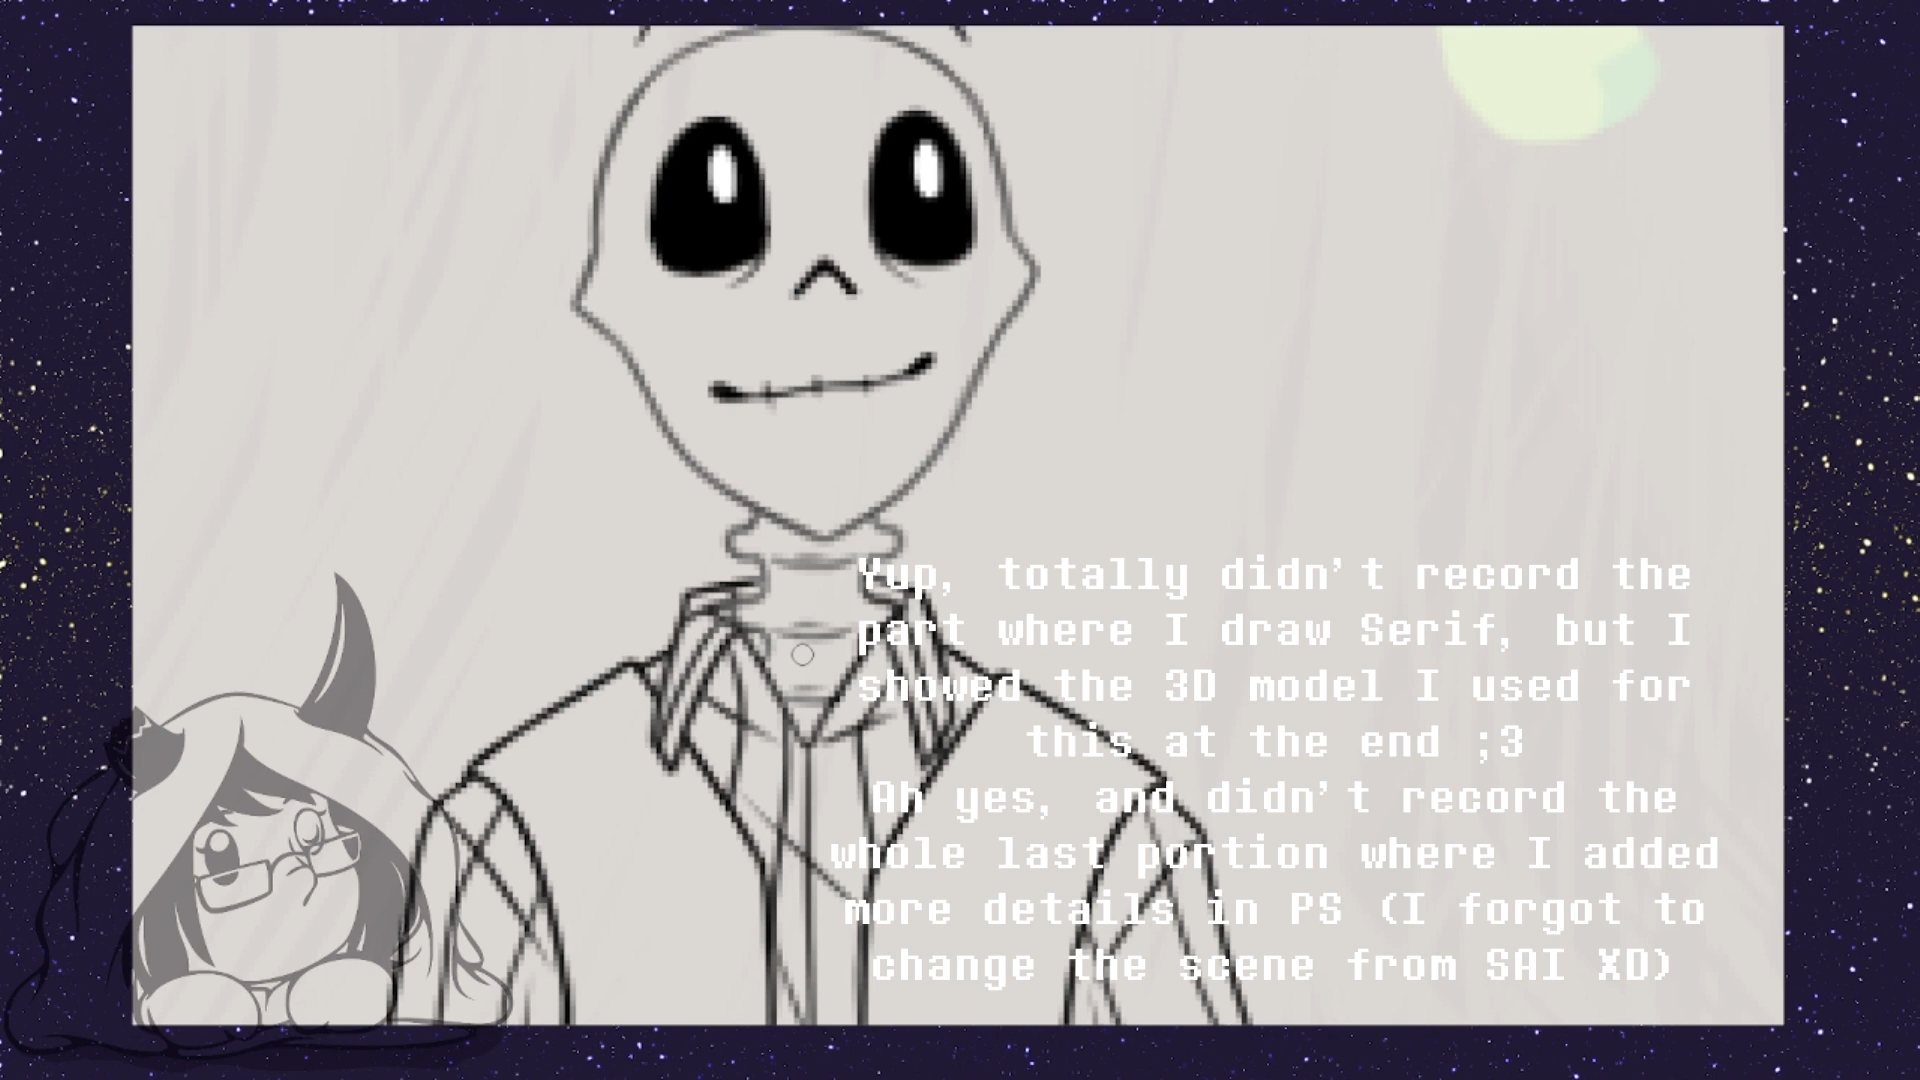 Yup, totally didn't record the
part where I draw Serif, but I
showed the 3D model I used for
this at the end ;3
Ah yes, and didn't record the
whole last portion where I added
more details in PS (I forgot to
change the scene from SAI XD)